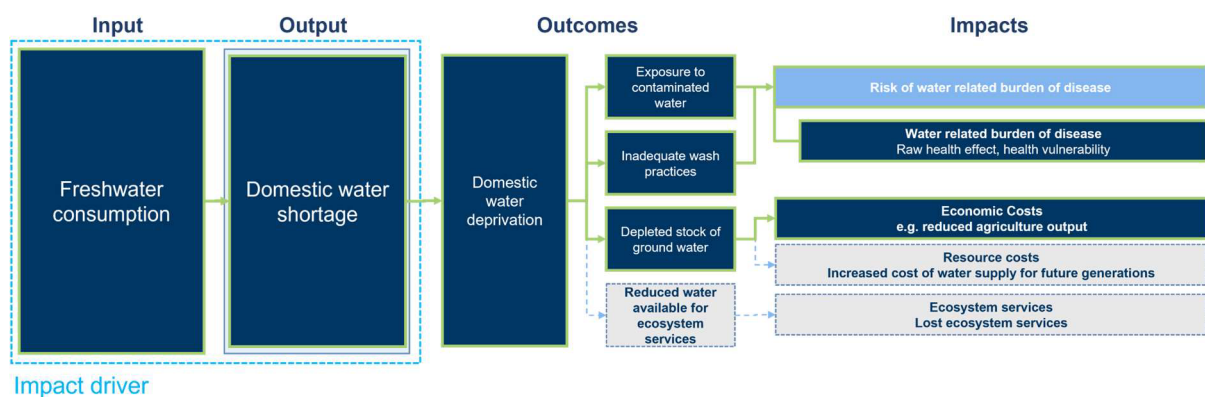 Input
Output
Outcomes
Impacts
Freshwater
consumption
Domestic water
shortage
Domestic
water
deprivation
Exposure to
contaminated
water
Inadequate wash
practices
Depleted stock of
ground water
Reduced water
available for
ecosystem
services
Risk of water related burden of disease
Water related burden of disease
Raw health effect, health vulnerability
Economic Costs
e.g. reduced agriculture output
Resource costs
Increased cost of water supply for future generations
Ecosystem services
Lost ecosystem services
Impact driver